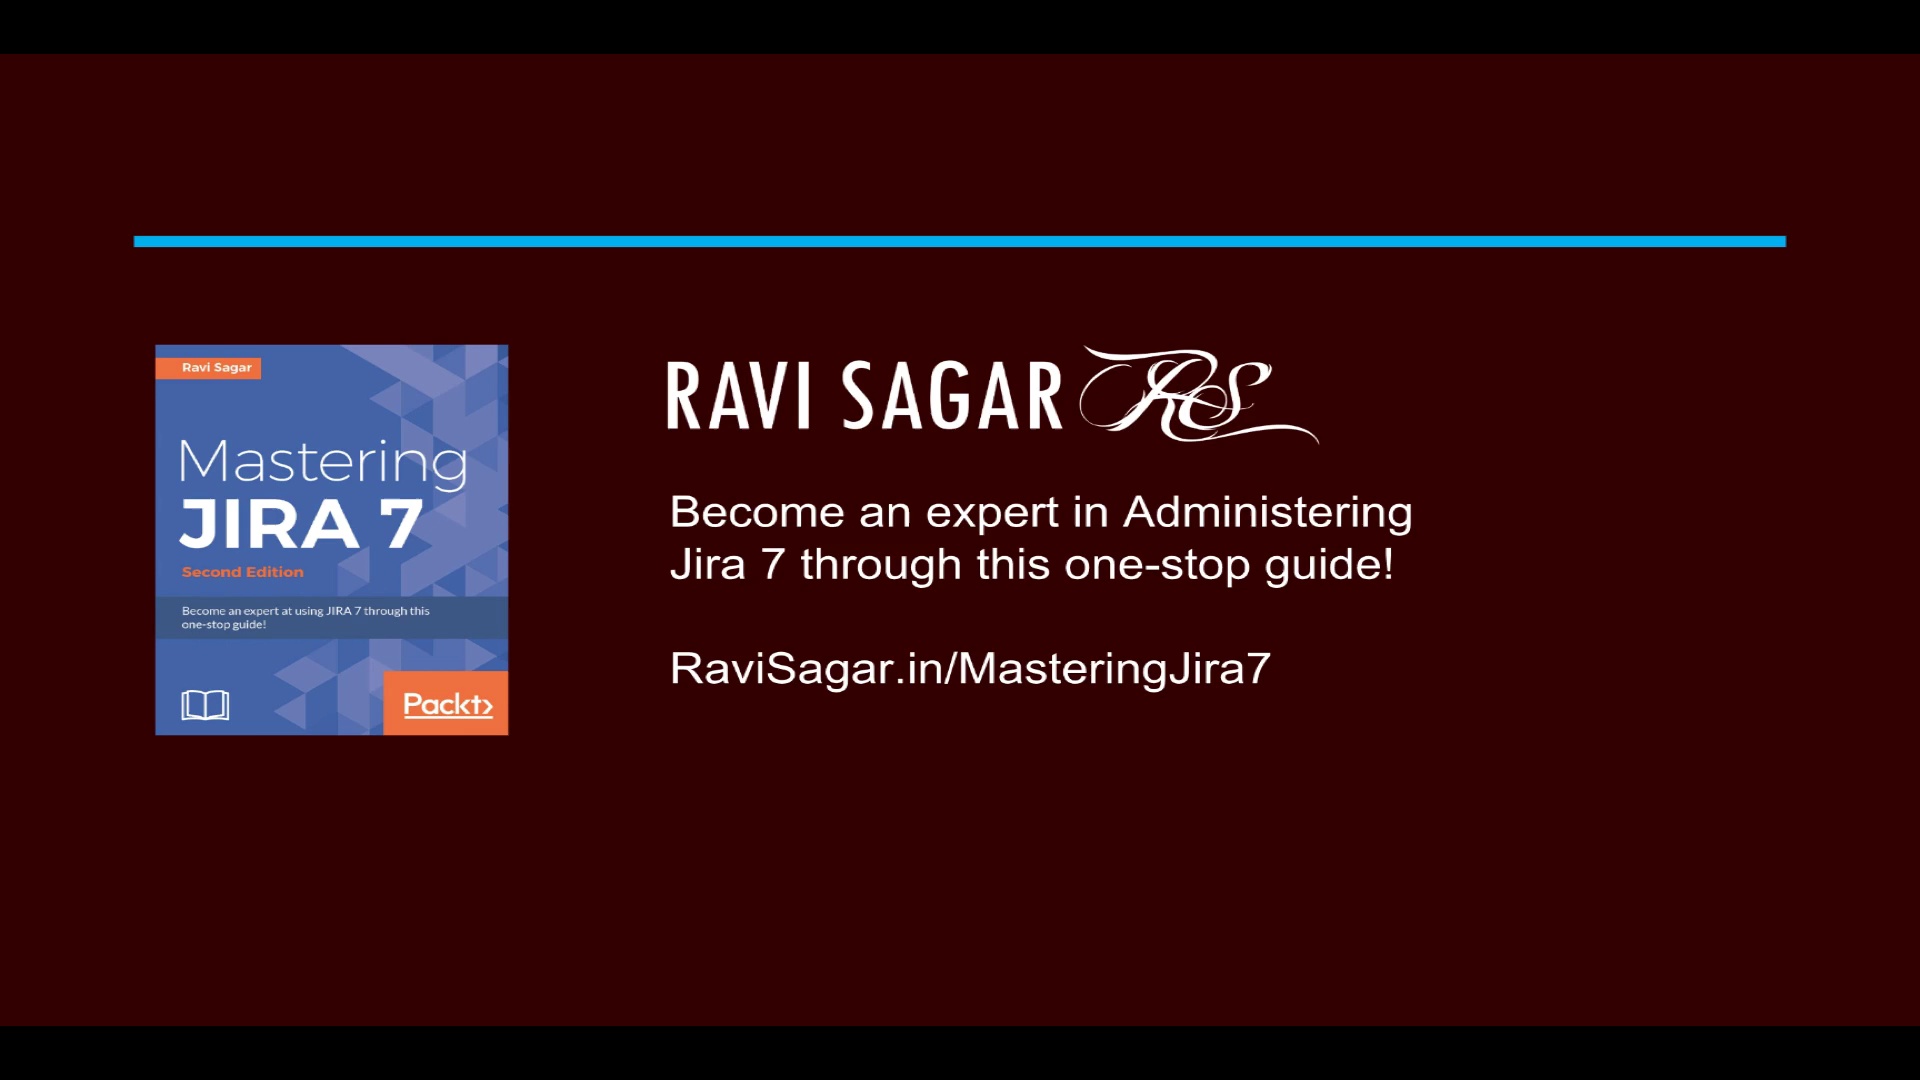 Ravi Sagar
Mastering
JIRA 7
Second Edition
Become an expert at using JIRA 7 through this
one-stop guide!
Packt>
RAVI SAGAR RS
Become an expert in Administering
Jira 7 through this one-stop guide!
RaviSagar.in/MasteringJira7